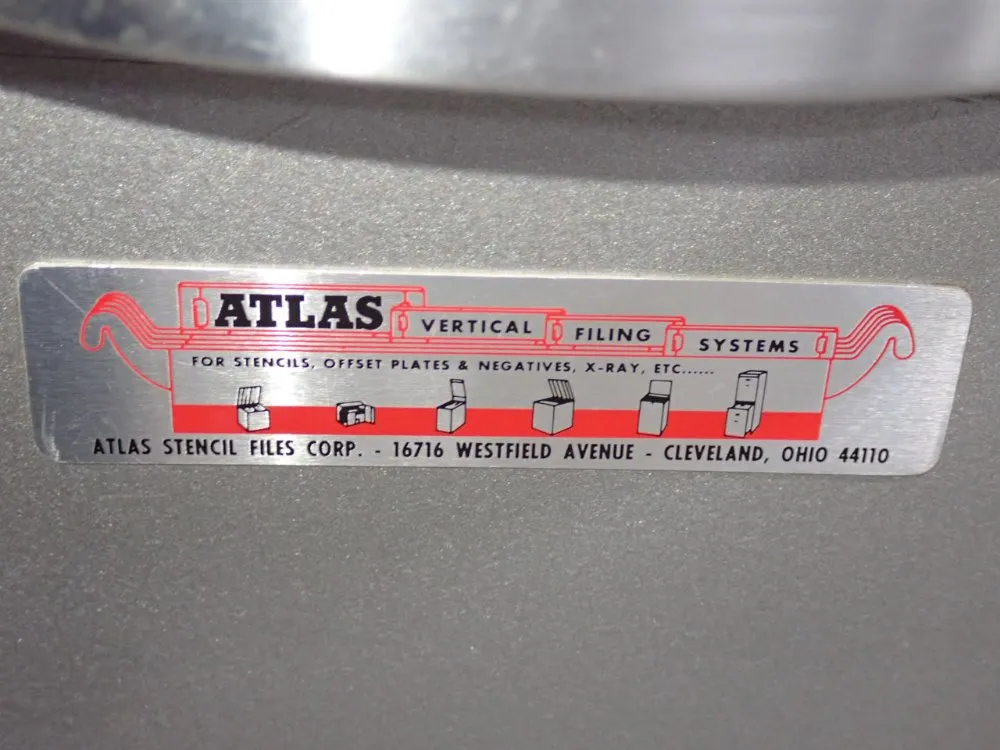 ATLAS VERTICAL FILING SYSTEMS
FOR STENCILS, OFFSET PLATES & NEGATIVES, X-RAY, ETC......
ATLAS STENCIL FILES CORP. - 16716 WESTFIELD AVENUE - CLEVELAND, OHIO 44110